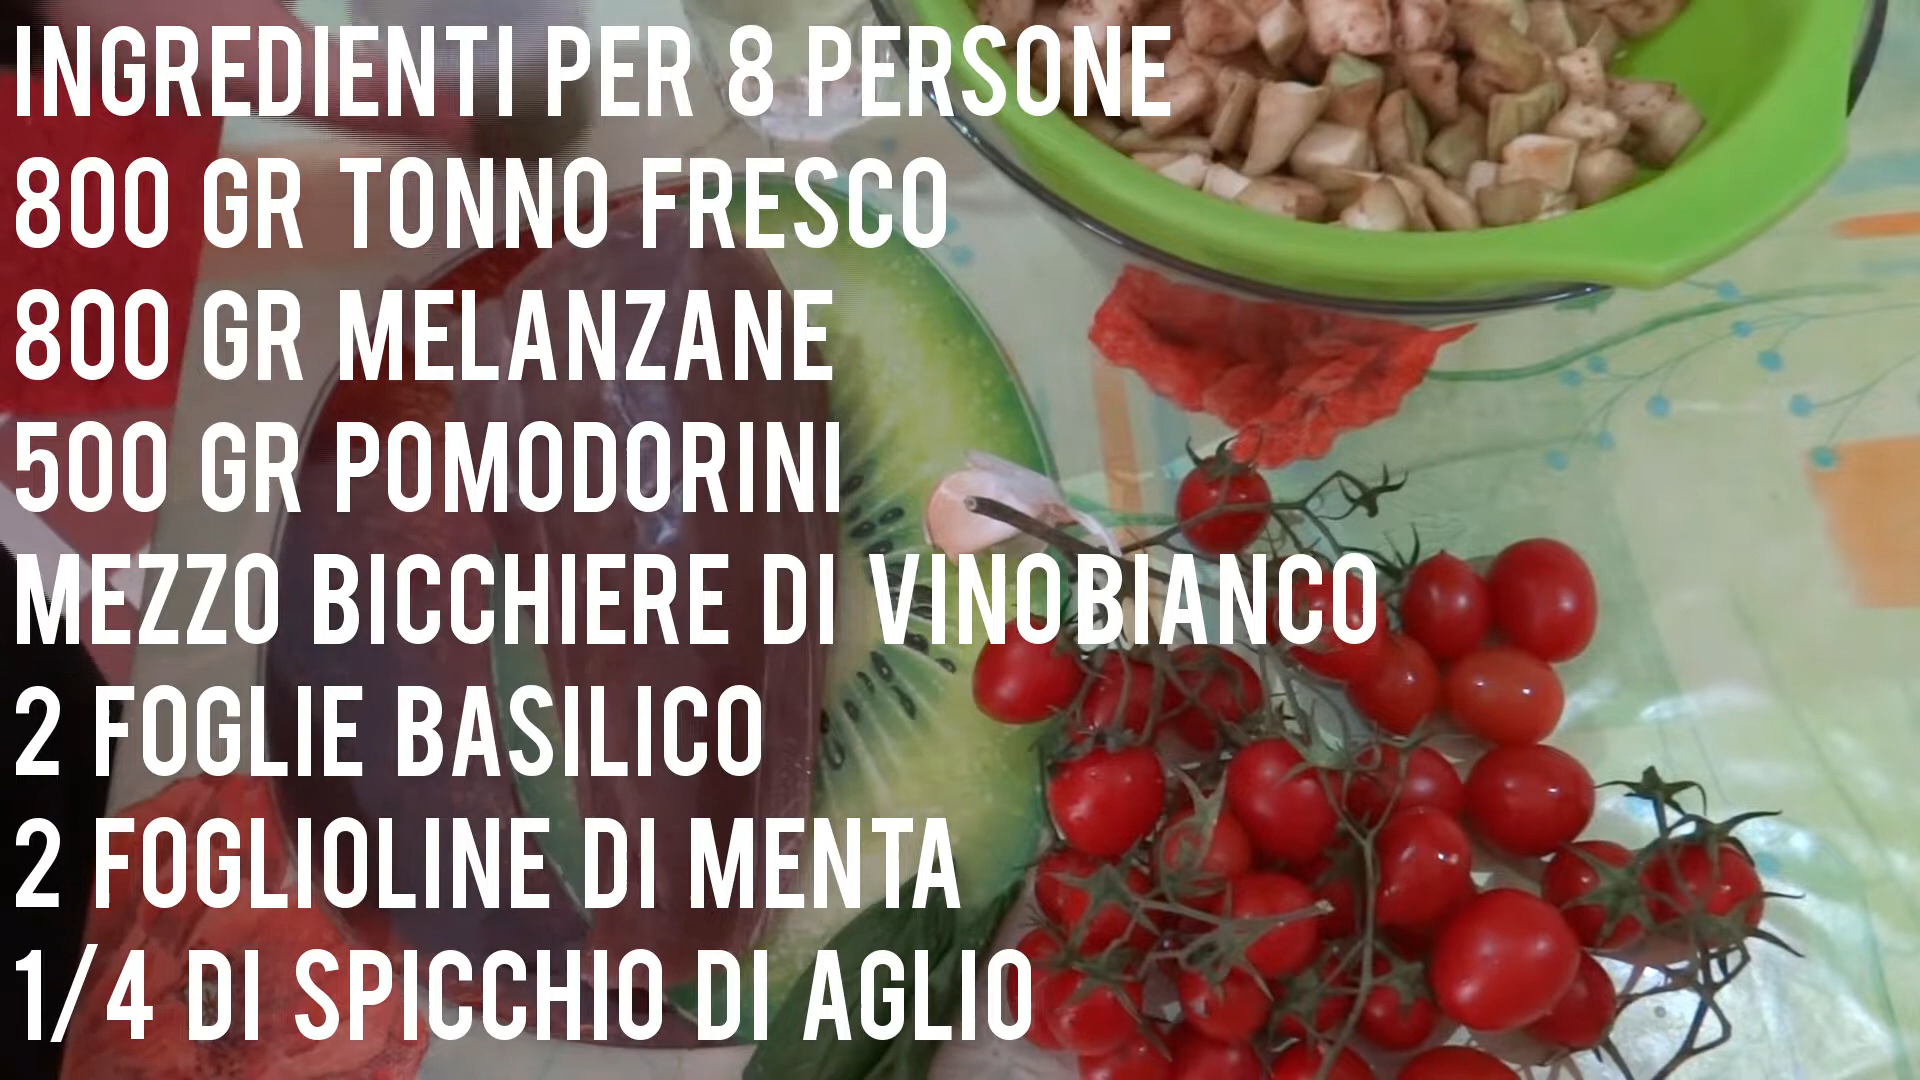 INGREDIENTI PER 8 PERSONE
800 GR TONNO FRESCO
800 GR MELANZANE
500 GR POMODORINI
MEZZO BICCHIERE DI VINOBIANCO
2 FOGLIE BASILICO
2 FOGLIOLINE DI MENTA
1/4 DI SPICCHIO DI AGLIO